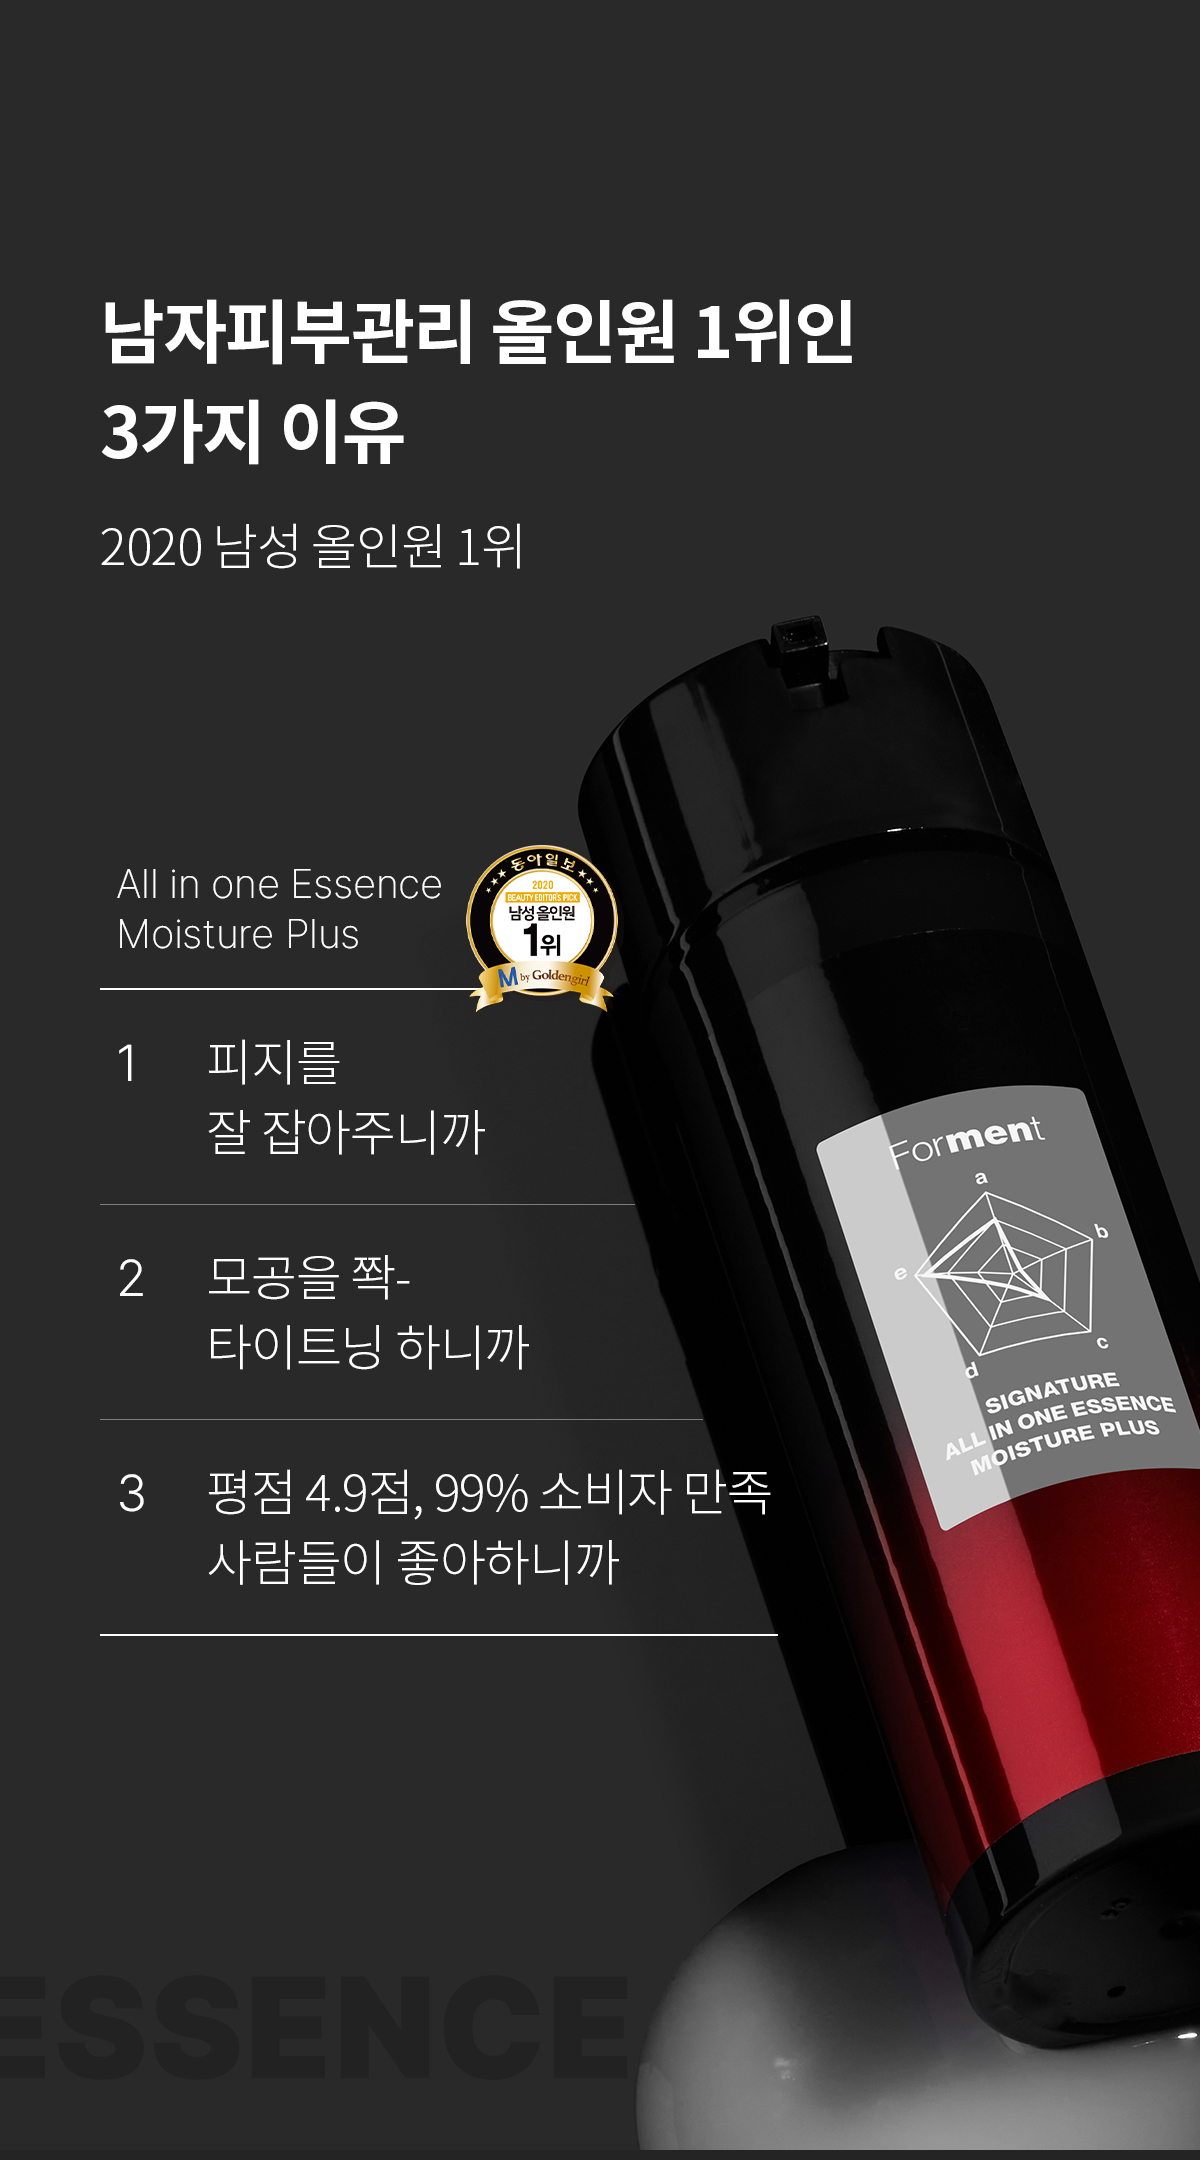 남자피부관리 올인원 1위인
3가지 이유
2020 남성 올인원 1위
All in one Essence
Moisture Plus
동아일보
2020
BEAUTY EDITOR'S PICK
남성 올인원
1위
M by Goldengirl
1 피지를
잘 잡아주니까
2 모공을 쫙-
타이트닝 하니까
3 평점 4.9점, 99% 소비자 만족
사람들이 좋아하니까
Forment
a
b
e
c
d
SIGNATURE
ALL IN ONE ESSENCE
MOISTURE PLUS
ESSENCE